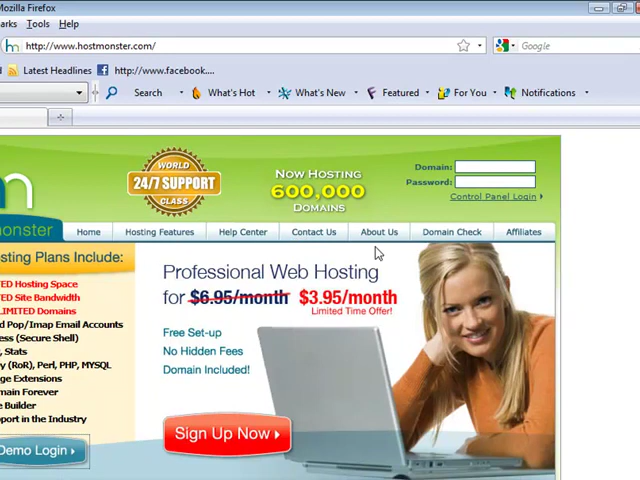 Mozilla Firefox
arks Tools Help
http://www.hostmonster.com/
Google
Latest Headlines
http://www.facebook....
Search What's Hot What's New Featured For You Notifications
WORLD
24/7 SUPPORT
CLASS
NOW HOSTING
600,000
DOMAINS
Domain:
Password:
Control Panel Login
m
monster
Home Hosting Features Help Center Contact Us About Us Domain Check Affiliates
sting Plans Include:
ED Hosting Space
ED Site Bandwidth
LIMITED Domains
d Pop/Imap Email Accounts
ess (Secure Shell)
, Stats
y (RoR), Perl, PHP, MYSQL
ge Extensions
omain Forever
e Builder
port in the Industry
Demo Login
Professional Web Hosting
for $6.95/month $3.95/month
Limited Time Offer!
Free Set-up
No Hidden Fees
Domain Included!
Sign Up Now